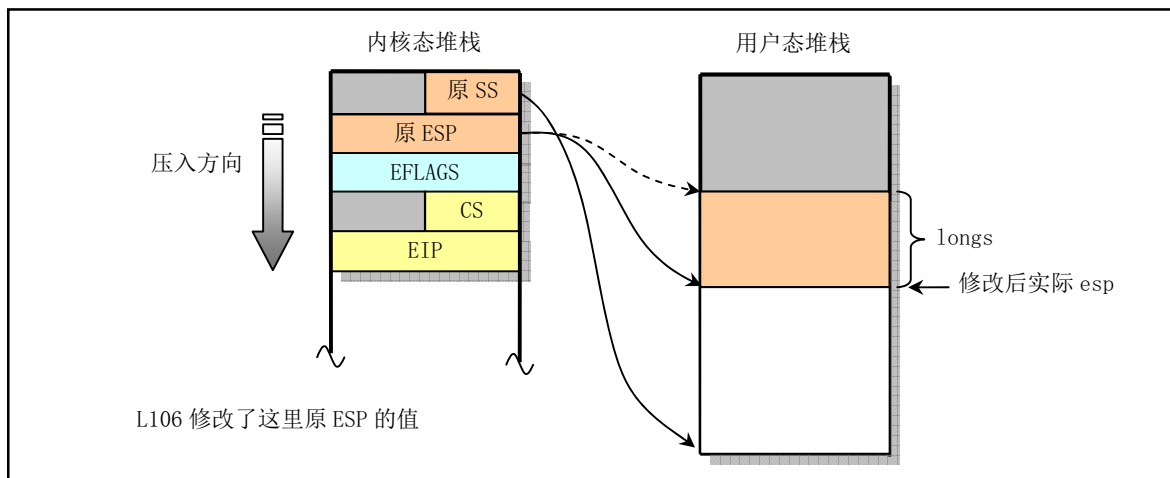 内核态堆栈
用户态堆栈
原 SS
原 ESP
压入方向
EFLAGS
CS
EIP
longs
修改后实际 esp
L106 修改了这里原 ESP 的值